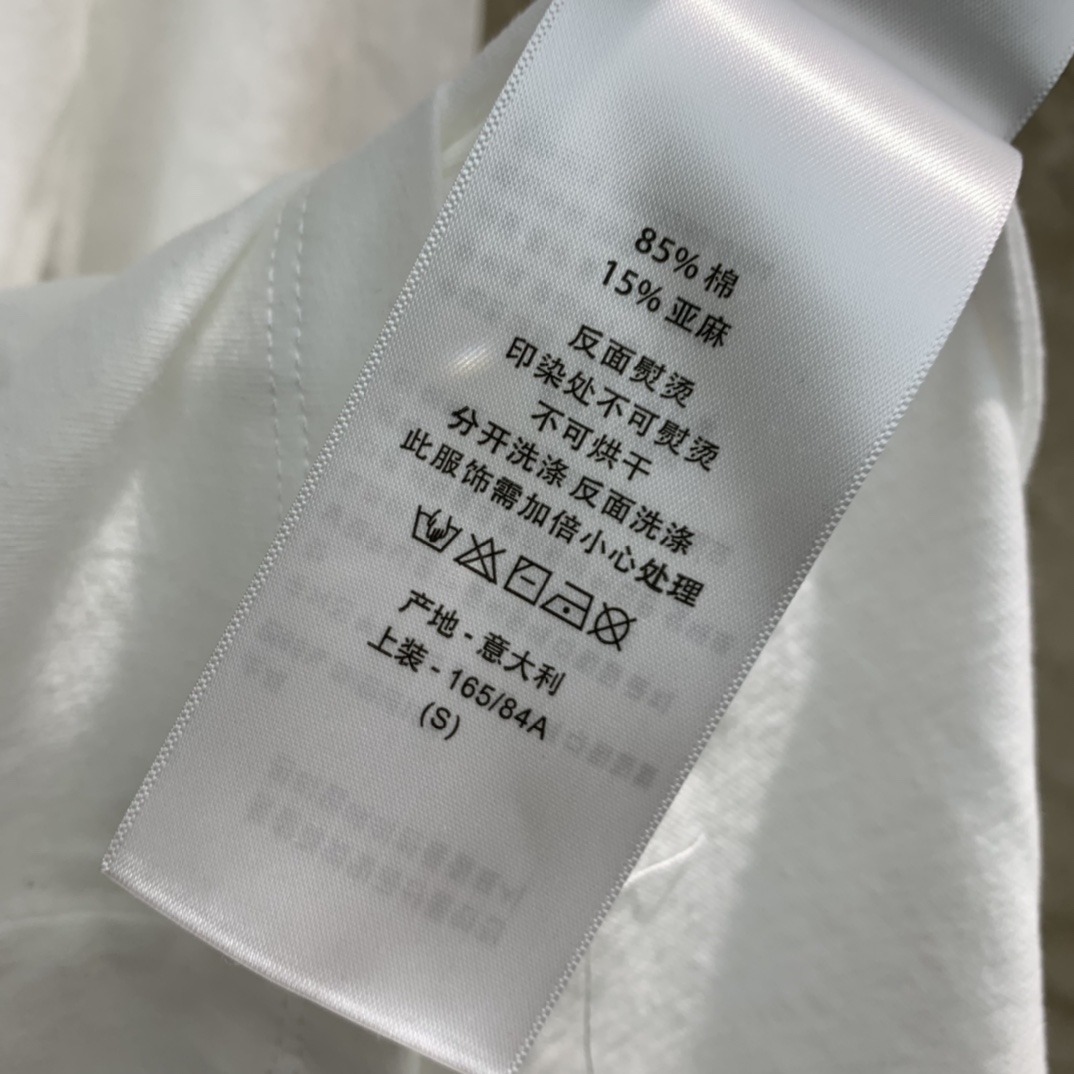 85% 棉
15% 亚麻
反面熨烫
印染处不可熨烫
不可烘干
分开洗涤 反面洗涤
此服饰需加倍小心处理
产地 - 意大利
上装 - 165/84A
(S)